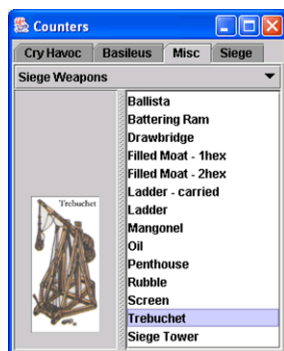 Counters
Cry Havoc Basileus Misc Siege
Siege Weapons
Trebuchet
Ballista
Battering Ram
Drawbridge
Filled Moat - 1hex
Filled Moat - 2hex
Ladder - carried
Ladder
Mangonel
Oil
Penthouse
Rubble
Screen
Trebuchet
Siege Tower